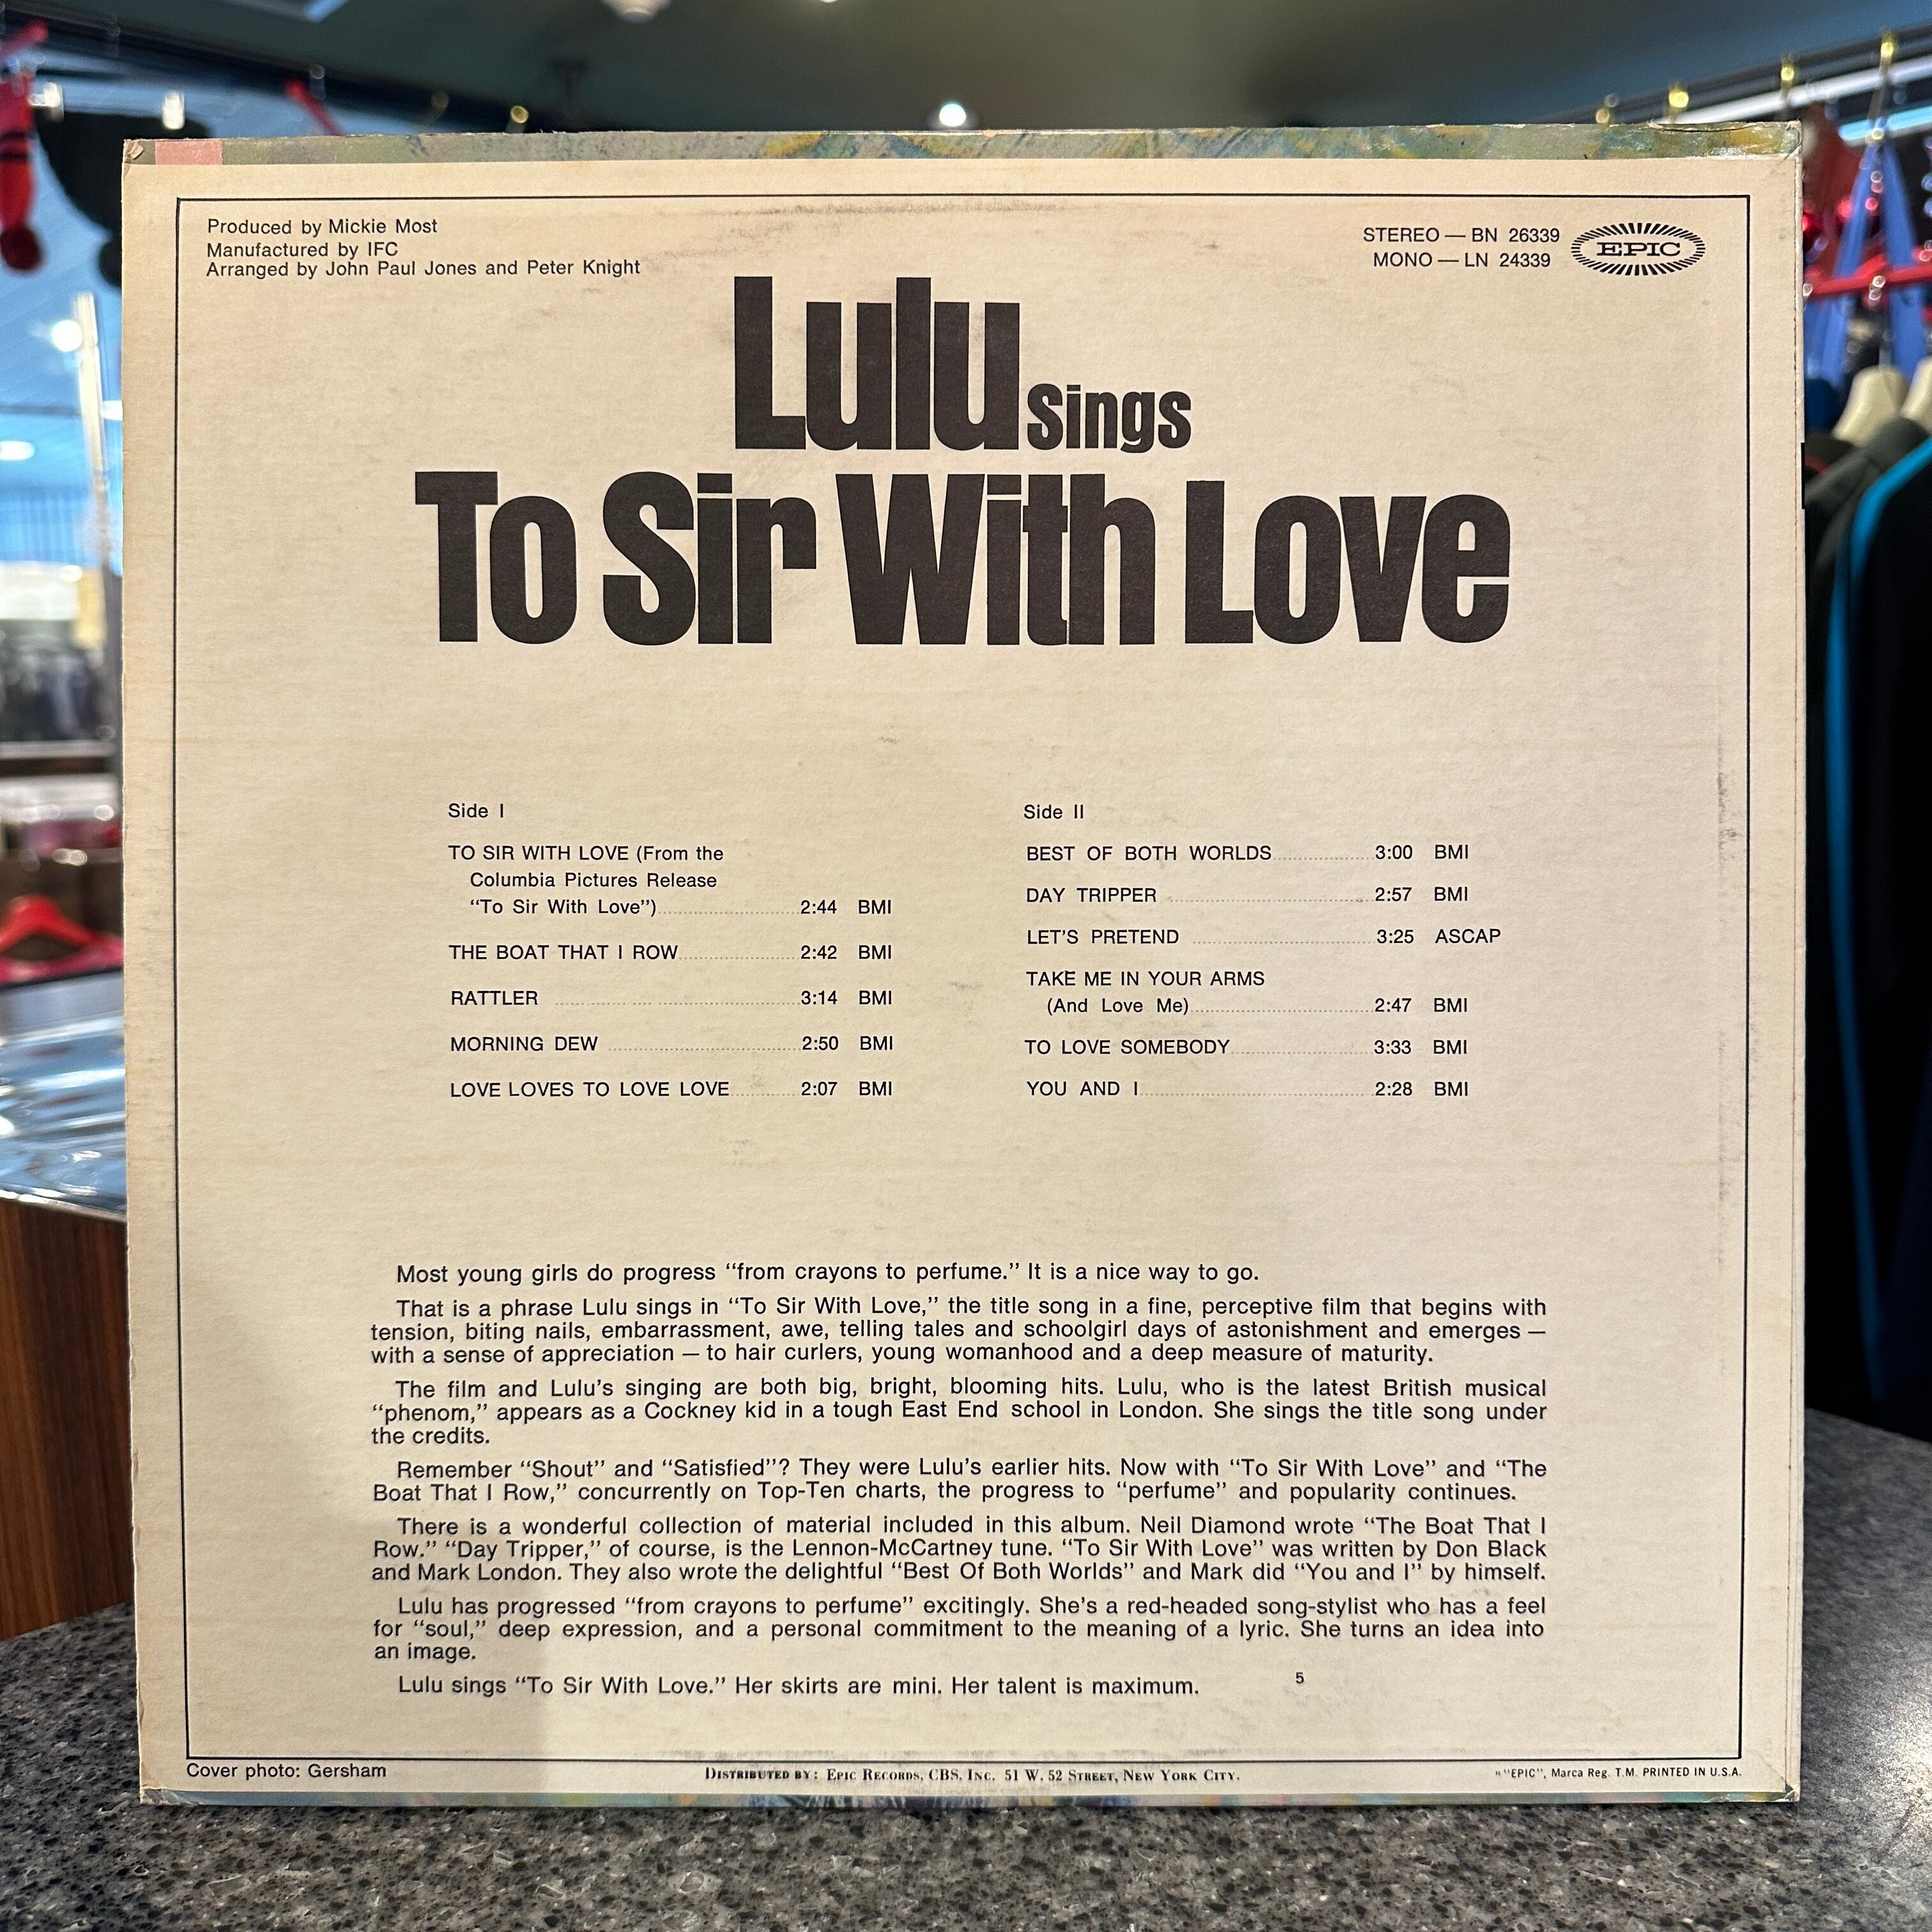 Produced by Mickie Most
Manufactured by IFC
Arranged by John Paul Jones and Peter Knight
STEREO — BN 26339
MONO — LN 24339
EPIC
Lulu sings
To Sir With Love
Side I
TO SIR WITH LOVE (From the
Columbia Pictures Release
“To Sir With Love”) 2:44 BMI
THE BOAT THAT I ROW 2:42 BMI
RATTLER 3:14 BMI
MORNING DEW 2:50 BMI
LOVE LOVES TO LOVE LOVE 2:07 BMI
Side II
BEST OF BOTH WORLDS 3:00 BMI
DAY TRIPPER 2:57 BMI
LET’S PRETEND 3:25 ASCAP
TAKE ME IN YOUR ARMS
(And Love Me) 2:47 BMI
TO LOVE SOMEBODY 3:33 BMI
YOU AND I 2:28 BMI
Most young girls do progress “from crayons to perfume.” It is a nice way to go.
That is a phrase Lulu sings in “To Sir With Love,” the title song in a fine, perceptive film that begins with
tension, biting nails, embarrassment, awe, telling tales and schoolgirl days of astonishment and emerges —
with a sense of appreciation — to hair curlers, young womanhood and a deep measure of maturity.
The film and Lulu’s singing are both big, bright, blooming hits. Lulu, who is the latest British musical
“phenom,” appears as a Cockney kid in a tough East End school in London. She sings the title song under
the credits.
Remember “Shout” and “Satisfied”? They were Lulu’s earlier hits. Now with “To Sir With Love” and “The
Boat That I Row,” concurrently on Top-Ten charts, the progress to “perfume” and popularity continues.
There is a wonderful collection of material included in this album. Neil Diamond wrote “The Boat That I
Row.” “Day Tripper,” of course, is the Lennon-McCartney tune. “To Sir With Love” was written by Don Black
and Mark London. They also wrote the delightful “Best Of Both Worlds” and Mark did “You and I” by himself.
Lulu has progressed “from crayons to perfume” excitingly. She’s a red-headed song-stylist who has a feel
for “soul,” deep expression, and a personal commitment to the meaning of a lyric. She turns an idea into
an image.
Lulu sings “To Sir With Love.” Her skirts are mini. Her talent is maximum.
5
Cover photo: Gersham
DISTRIBUTED BY: EPIC RECORDS, CBS, INC. 51 W. 52 STREET, NEW YORK CITY.
"EPIC", Marca Reg. T.M. PRINTED IN U.S.A.